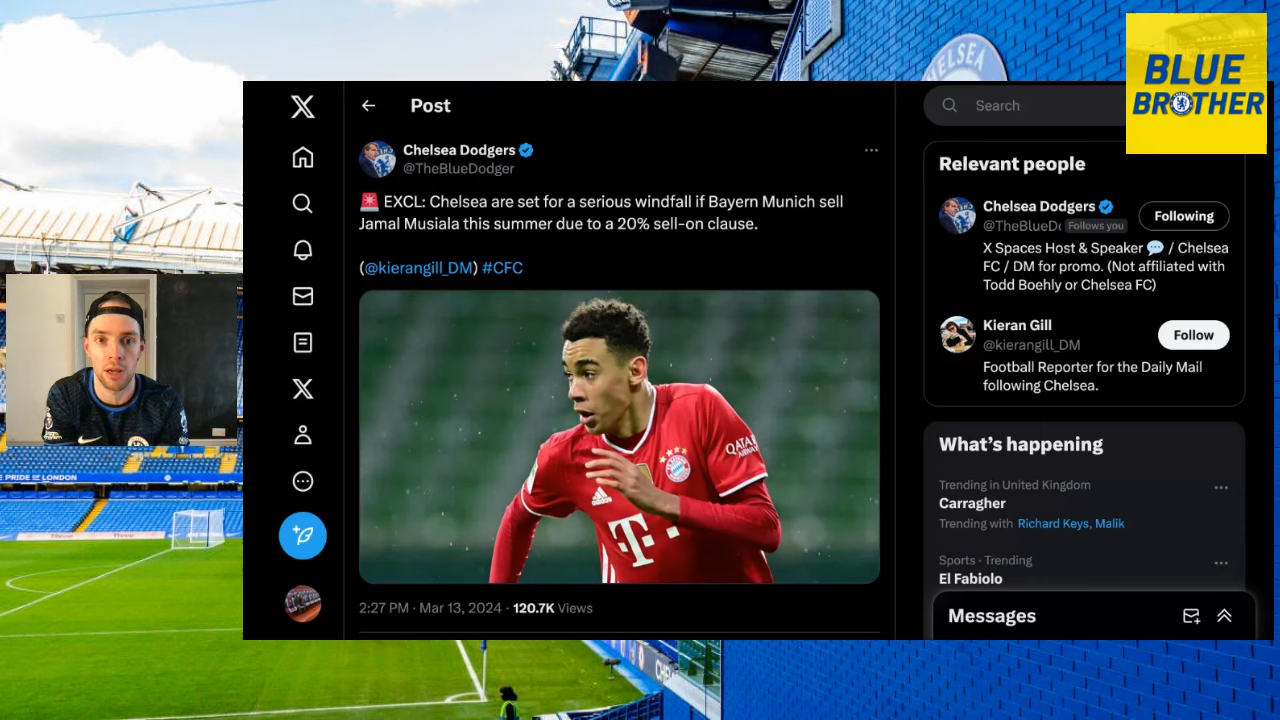 CHELSEA
BLUE
BROTHER
Post
Search
Chelsea Dodgers
@TheBlueDodger
🚨 EXCL: Chelsea are set for a serious windfall if Bayern Munich sell
Jamal Musiala this summer due to a 20% sell-on clause.
(@kierangill_DM) #CFC
QATAR
AIRWAYS
T
2:27 PM · Mar 13, 2024 · 120.7K Views
Relevant people
Chelsea Dodgers
Following
@TheBlueDo Follows you
X Spaces Host & Speaker 💬 / Chelsea
FC / DM for promo. (Not affiliated with
Todd Boehly or Chelsea FC)
Kieran Gill
Follow
@kierangill_DM
Football Reporter for the Daily Mail
following Chelsea.
What's happening
Trending in United Kingdom
Carragher
Trending with Richard Keys, Malik
Sports · Trending
El Fabiolo
Messages
PRIDE OF LONDON